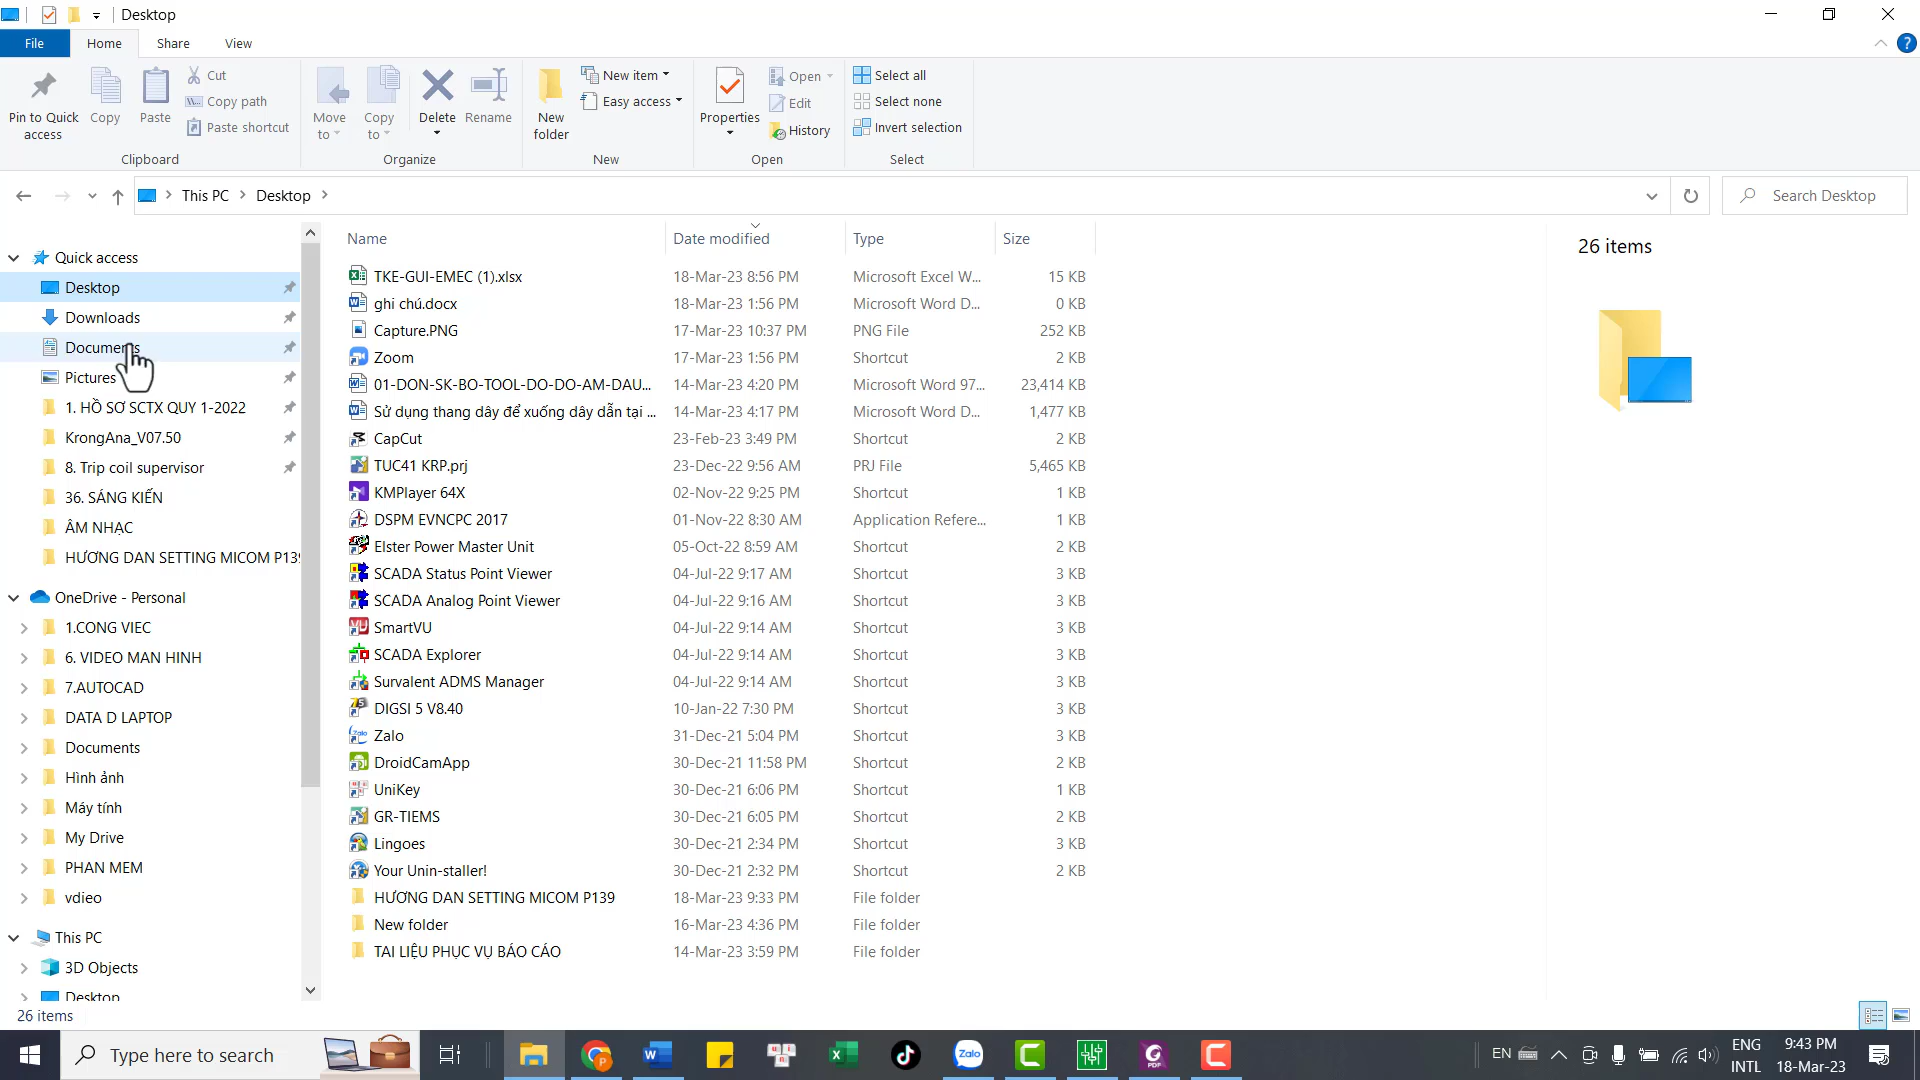 Desktop
File Home Share View
Pin to Quick access
Copy
Paste
Cut
Copy path
Paste shortcut
Clipboard
Move to
Copy to
Delete
Rename
Organize
New folder
New item
Easy access
New
Properties
Open
Edit
History
Open
Select all
Select none
Invert selection
Select
This PC Desktop
Search Desktop
Quick access
Desktop
Downloads
Documents
Pictures
1. HỒ SƠ SCTX QUY 1-2022
KrongAna_V07.50
8. Trip coil supervisor
36. SÁNG KIẾN
ÂM NHẠC
HƯƠNG DAN SETTING MICOM P139
OneDrive - Personal
1.CONG VIEC
6. VIDEO MAN HINH
7.AUTOCAD
DATA D LAPTOP
Documents
Hình ảnh
Máy tính
My Drive
PHAN MEM
vdieo
This PC
3D Objects
Desktop
Name Date modified Type Size
TKE-GUI-EMEC (1).xlsx 18-Mar-23 8:56 PM Microsoft Excel W... 15 KB
ghi chú.docx 18-Mar-23 1:56 PM Microsoft Word D... 0 KB
Capture.PNG 17-Mar-23 10:37 PM PNG File 252 KB
Zoom 17-Mar-23 1:56 PM Shortcut 2 KB
01-DON-SK-BO-TOOL-DO-DO-AM-DAU... 14-Mar-23 4:20 PM Microsoft Word 97... 23,414 KB
Sử dụng thang dây để xuống dây dẫn tại ... 14-Mar-23 4:17 PM Microsoft Word D... 1,477 KB
CapCut 23-Feb-23 3:49 PM Shortcut 2 KB
TUC41 KRP.prj 23-Dec-22 9:56 AM PRJ File 5,465 KB
KMPlayer 64X 02-Nov-22 9:25 PM Shortcut 1 KB
DSPM EVNCPC 2017 01-Nov-22 8:30 AM Application Refere... 1 KB
Elster Power Master Unit 05-Oct-22 8:59 AM Shortcut 2 KB
SCADA Status Point Viewer 04-Jul-22 9:17 AM Shortcut 3 KB
SCADA Analog Point Viewer 04-Jul-22 9:16 AM Shortcut 3 KB
SmartVU 04-Jul-22 9:14 AM Shortcut 3 KB
SCADA Explorer 04-Jul-22 9:14 AM Shortcut 3 KB
Survalent ADMS Manager 04-Jul-22 9:14 AM Shortcut 3 KB
DIGSI 5 V8.40 10-Jan-22 7:30 PM Shortcut 3 KB
Zalo 31-Dec-21 5:04 PM Shortcut 3 KB
DroidCamApp 30-Dec-21 11:58 PM Shortcut 2 KB
UniKey 30-Dec-21 6:06 PM Shortcut 1 KB
GR-TIEMS 30-Dec-21 6:05 PM Shortcut 2 KB
Lingoes 30-Dec-21 2:34 PM Shortcut 3 KB
Your Unin-staller! 30-Dec-21 2:32 PM Shortcut 2 KB
HƯƠNG DAN SETTING MICOM P139 18-Mar-23 9:33 PM File folder
New folder 16-Mar-23 4:36 PM File folder
TAI LIỆU PHỤC VỤ BÁO CÁO 14-Mar-23 3:59 PM File folder
26 items
26 items
Type here to search
Zalo
PDF
EN
ENG
INTL
9:43 PM
18-Mar-23